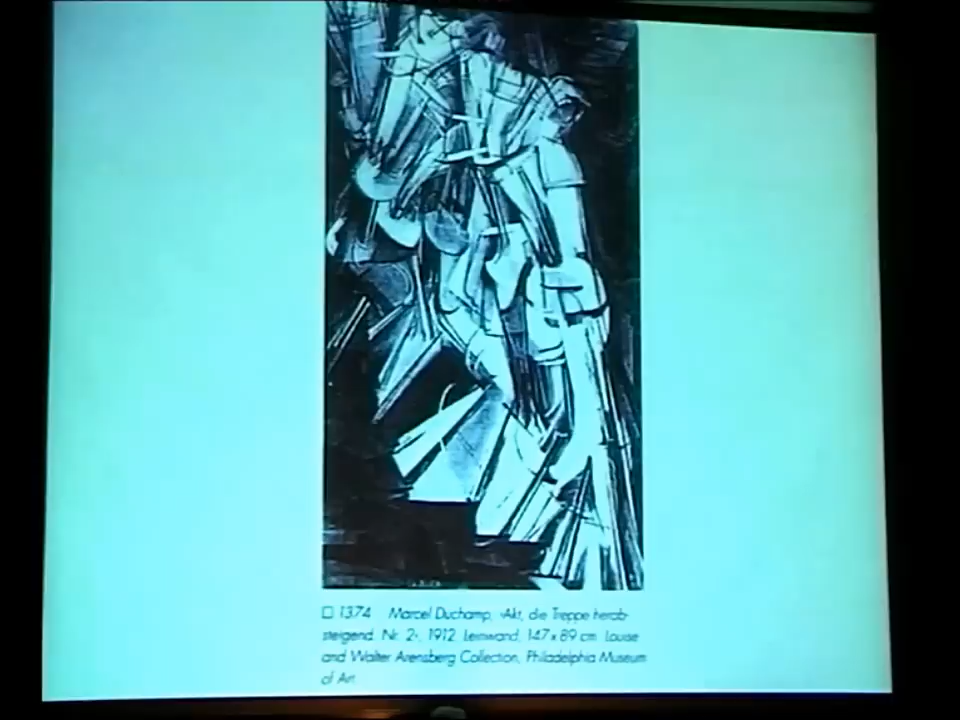 □ 1374 Marcel Duchamp, ›Akt, die Treppe herab-
steigend. Nr. 2‹, 1912. Leinwand, 147 x 89 cm. Louise
and Walter Arensberg Collection, Philadelphia Museum
of Art.